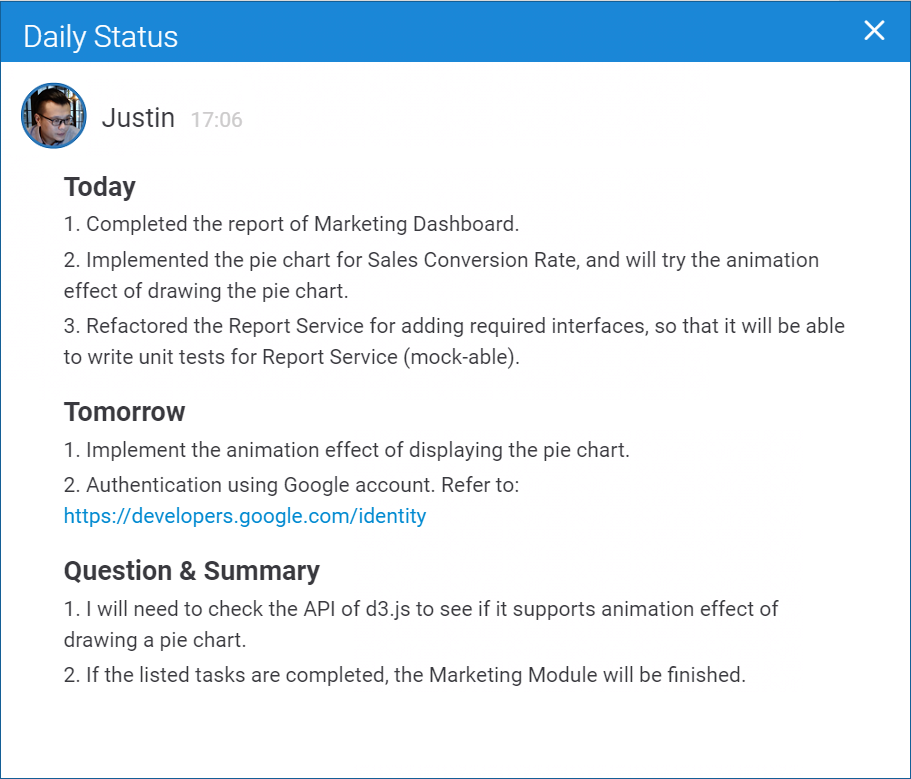 Daily Status
Justin 17:06
Today
1. Completed the report of Marketing Dashboard.
2. Implemented the pie chart for Sales Conversion Rate, and will try the animation
effect of drawing the pie chart.
3. Refactored the Report Service for adding required interfaces, so that it will be able
to write unit tests for Report Service (mock-able).
Tomorrow
1. Implement the animation effect of displaying the pie chart.
2. Authentication using Google account. Refer to:
https://developers.google.com/identity
Question & Summary
1. I will need to check the API of d3.js to see if it supports animation effect of
drawing a pie chart.
2. If the listed tasks are completed, the Marketing Module will be finished.